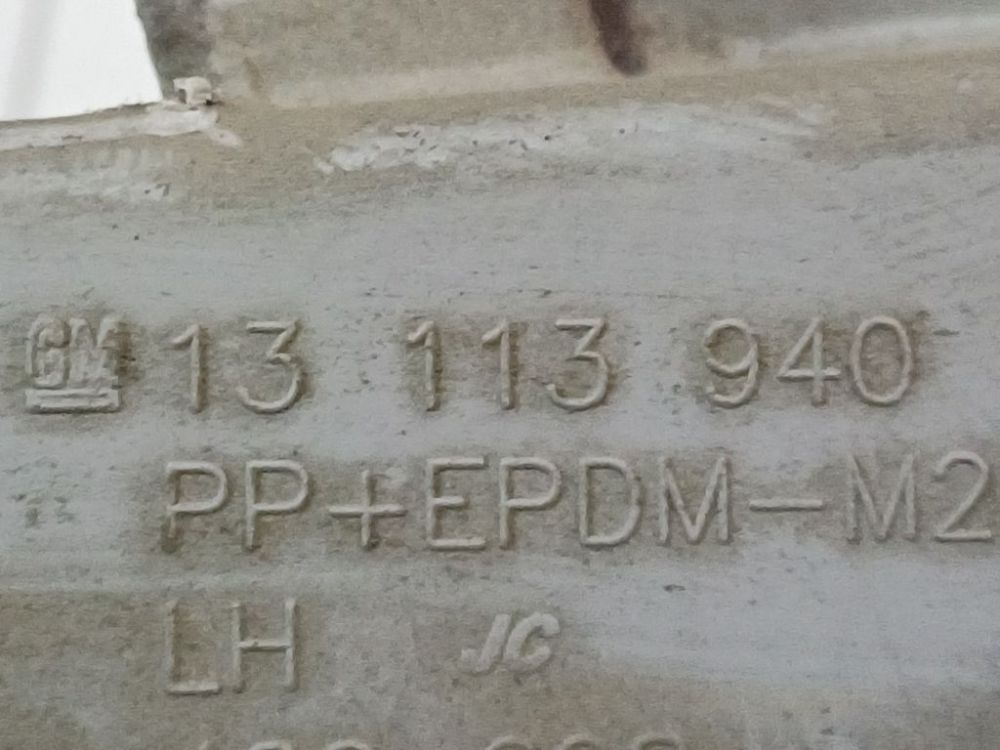 GM 13 113 940
PP+EPDM-M2
LH JC